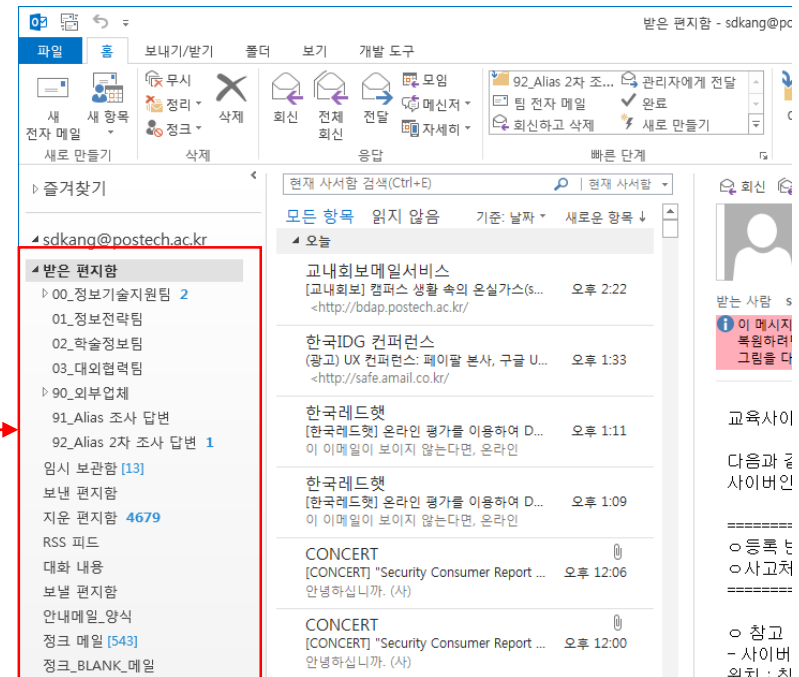 받은 편지함 - sdkang@po
파일 홈 보내기/받기 폴더 보기 개발 도구
새
전자 메일
새 항목
새로 만들기
무시
정리
정크
삭제
삭제
회신
전체
회신
전달
모임
메신저
자세히
응답
92_Alias 2차 조...
팀 전자 메일
회신하고 삭제
관리자에게 전달
완료
새로 만들기
빠른 단계
즐겨찾기
sdkang@postech.ac.kr
받은 편지함
00_정보기술지원팀 2
01_정보전략팀
02_학술정보팀
03_대외협력팀
90_외부업체
91_Alias 조사 답변
92_Alias 2차 조사 답변 1
임시 보관함 [13]
보낸 편지함
지운 편지함 4679
RSS 피드
대화 내용
보낼 편지함
안내메일_양식
정크 메일 [543]
정크_BLANK_메일
현재 사서함 검색(Ctrl+E) 현재 사서함
모든 항목 읽지 않음 기준: 날짜 새로운 항목 ↓
오늘
교내회보메일서비스
[교내회보] 캠퍼스 생활 속의 온실가스(s... 오후 2:22
<http://bdap.postech.ac.kr/
한국IDG 컨퍼런스
(광고) UX 컨퍼런스: 페이팔 본사, 구글 U... 오후 1:33
<http://safe.amail.co.kr/
한국레드햇
[한국레드햇] 온라인 평가를 이용하여 D... 오후 1:11
이 이메일이 보이지 않는다면, 온라인
한국레드햇
[한국레드햇] 온라인 평가를 이용하여 D... 오후 1:09
이 이메일이 보이지 않는다면, 온라인
CONCERT
[CONCERT] "Security Consumer Report ... 오후 12:06
안녕하십니까. (사)
CONCERT
[CONCERT] "Security Consumer Report ... 오후 12:00
안녕하십니까. (사)
회신
받는 사람 s
이 메시지
복원하려
그림을 다
교육사이
다음과 같
사이버인
=========
ㅇ등록 번
ㅇ사고처
=========
ㅇ 참고
- 사이버